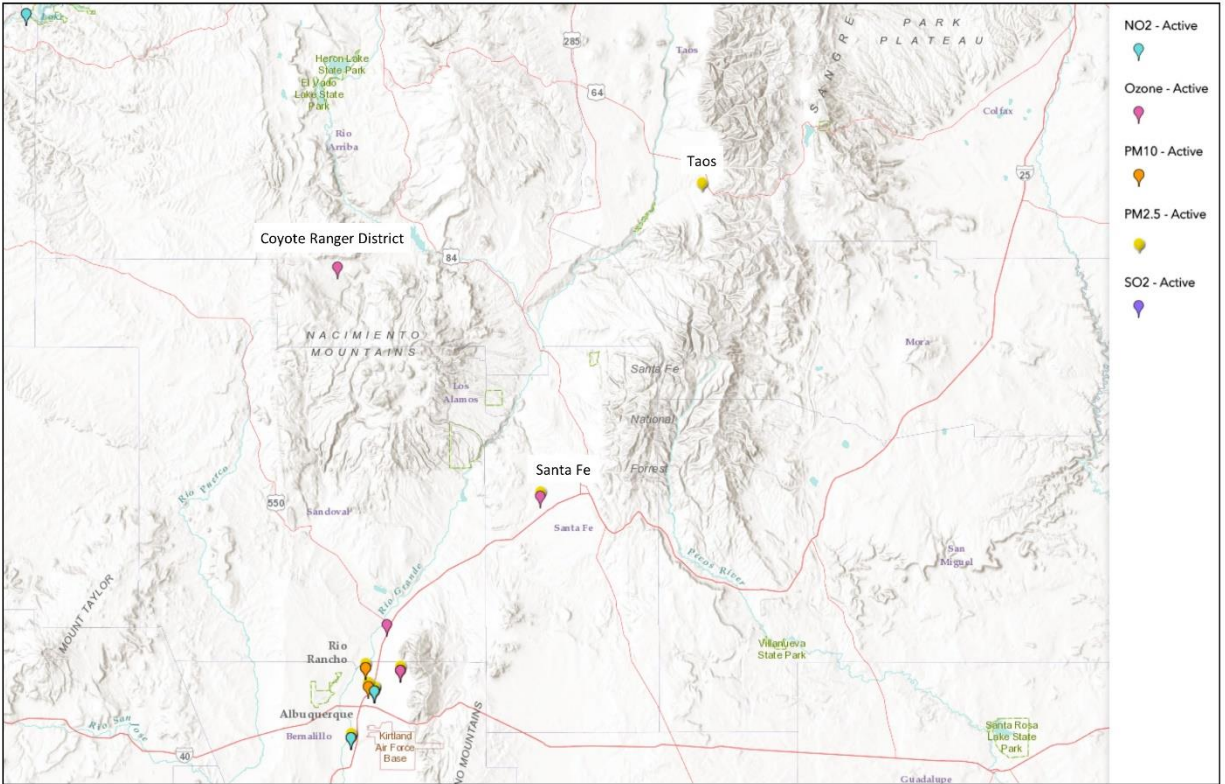 Lake
Heron Lake
State Park
El Vado
Lake State
Park
Rio
Arriba
285
64
Taos
SANGRE
PARK
PLATEAU
Colfax
25
Taos
Coyote Ranger District
84
NACIMIENTO
MOUNTAINS
Los
Alamos
Santa Fe
National
Forest
Mora
Rio Puerco
550
Sandoval
Santa Fe
Santa Fe
Pecos River
San
Miguel
MOUNT TAYLOR
Rio Grande
Rio
Rancho
Villanueva
State Park
Albuquerque
Bernalillo
Rio San Jose
40
Kirtland
Air Force
Base
NO MOUNTAINS
Santa Rosa
Lake State
Park
Guadalupe
NO2 - Active
Ozone - Active
PM10 - Active
PM2.5 - Active
SO2 - Active